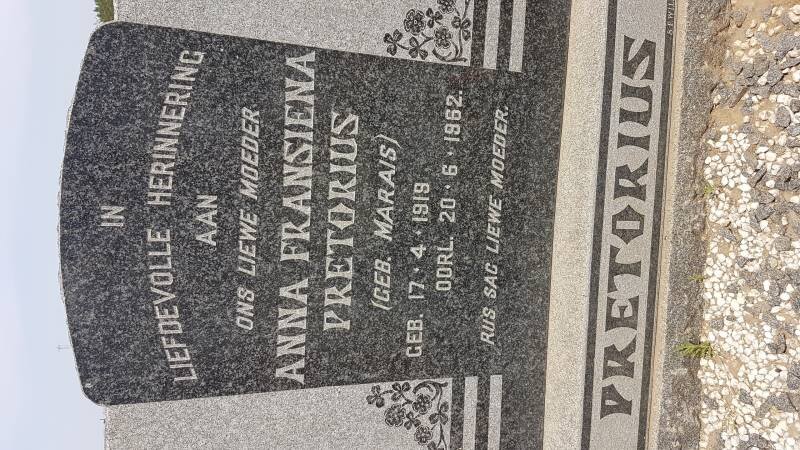 IN
LIEFDEVOLLE HERINNERING
AAN
ONS LIEWE MOEDER
ANNA FRANSIENA
PRETORIUS
(GEB. MARAIS)
GEB. 17·4·1919
OORL. 20·6·1962.
RUS SAG LIEWE MOEDER.
PRETORIUS